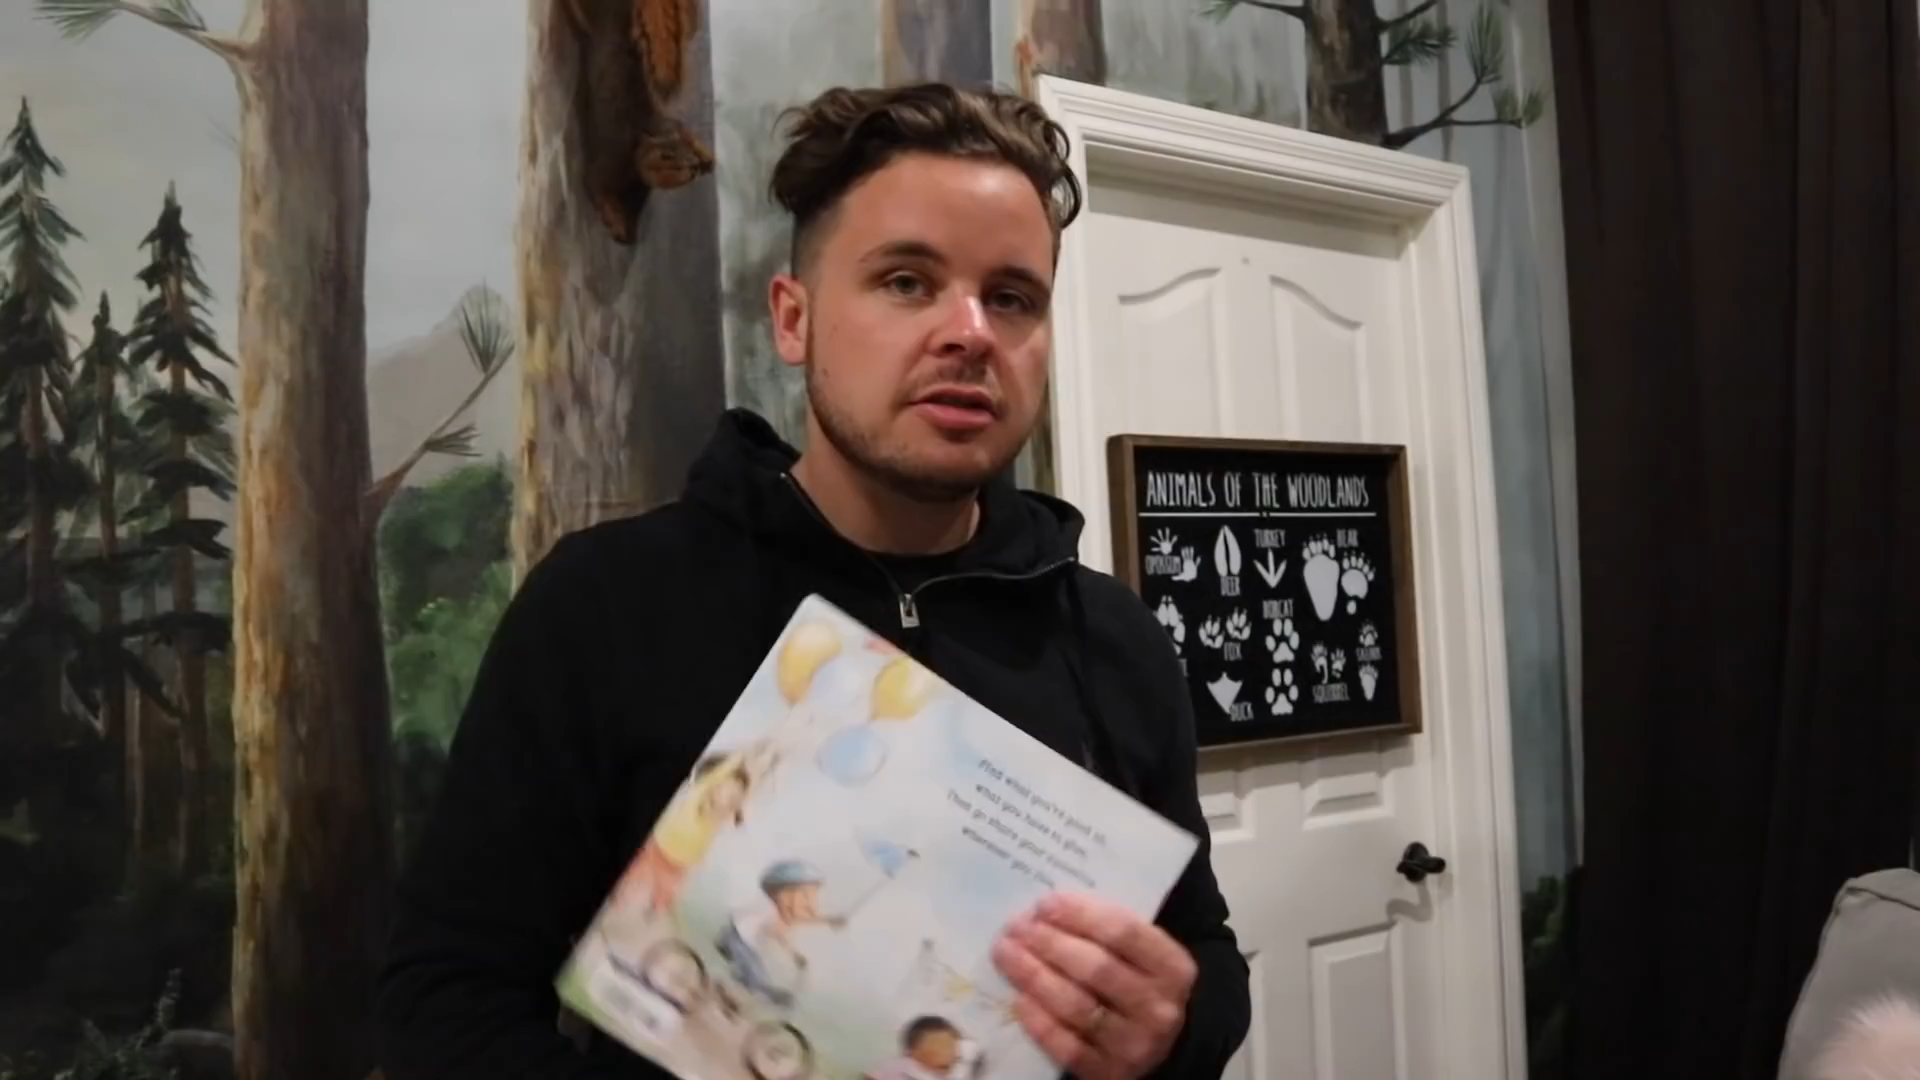 ANIMALS OF THE WOODLANDS
OPOSSUM
DEER
TURKEY
BEAR
BOBCAT
FOX
SQUIRREL
DUCK
Find what you're good at,
what you have to give.
Then go share your sunshine
wherever you